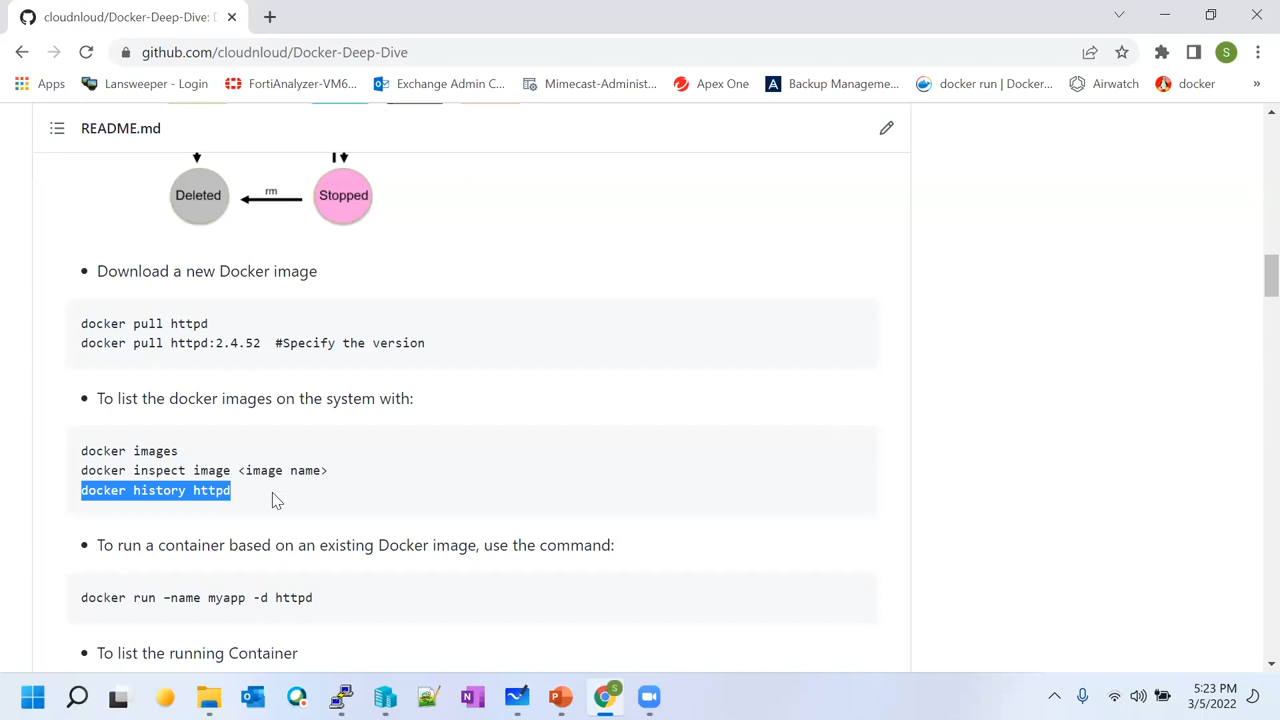 cloudnloud/Docker-Deep-Dive: D
github.com/cloudnloud/Docker-Deep-Dive
S
Apps
Lansweeper - Login
FortiAnalyzer-VM6...
Exchange Admin C...
Mimecast-Administ...
Apex One
A
Backup Manageme...
docker run | Docker...
Airwatch
docker
»
README.md
Deleted
rm
Stopped
• Download a new Docker image
docker pull httpd
docker pull httpd:2.4.52  #Specify the version
• To list the docker images on the system with:
docker images
docker inspect image <image name>
docker history httpd
• To run a container based on an existing Docker image, use the command:
docker run –name myapp -d httpd
• To list the running Container
5:23 PM
3/5/2022